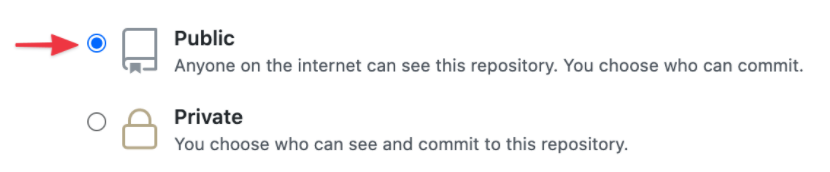 Public
Anyone on the internet can see this repository. You choose who can commit.
Private
You choose who can see and commit to this repository.